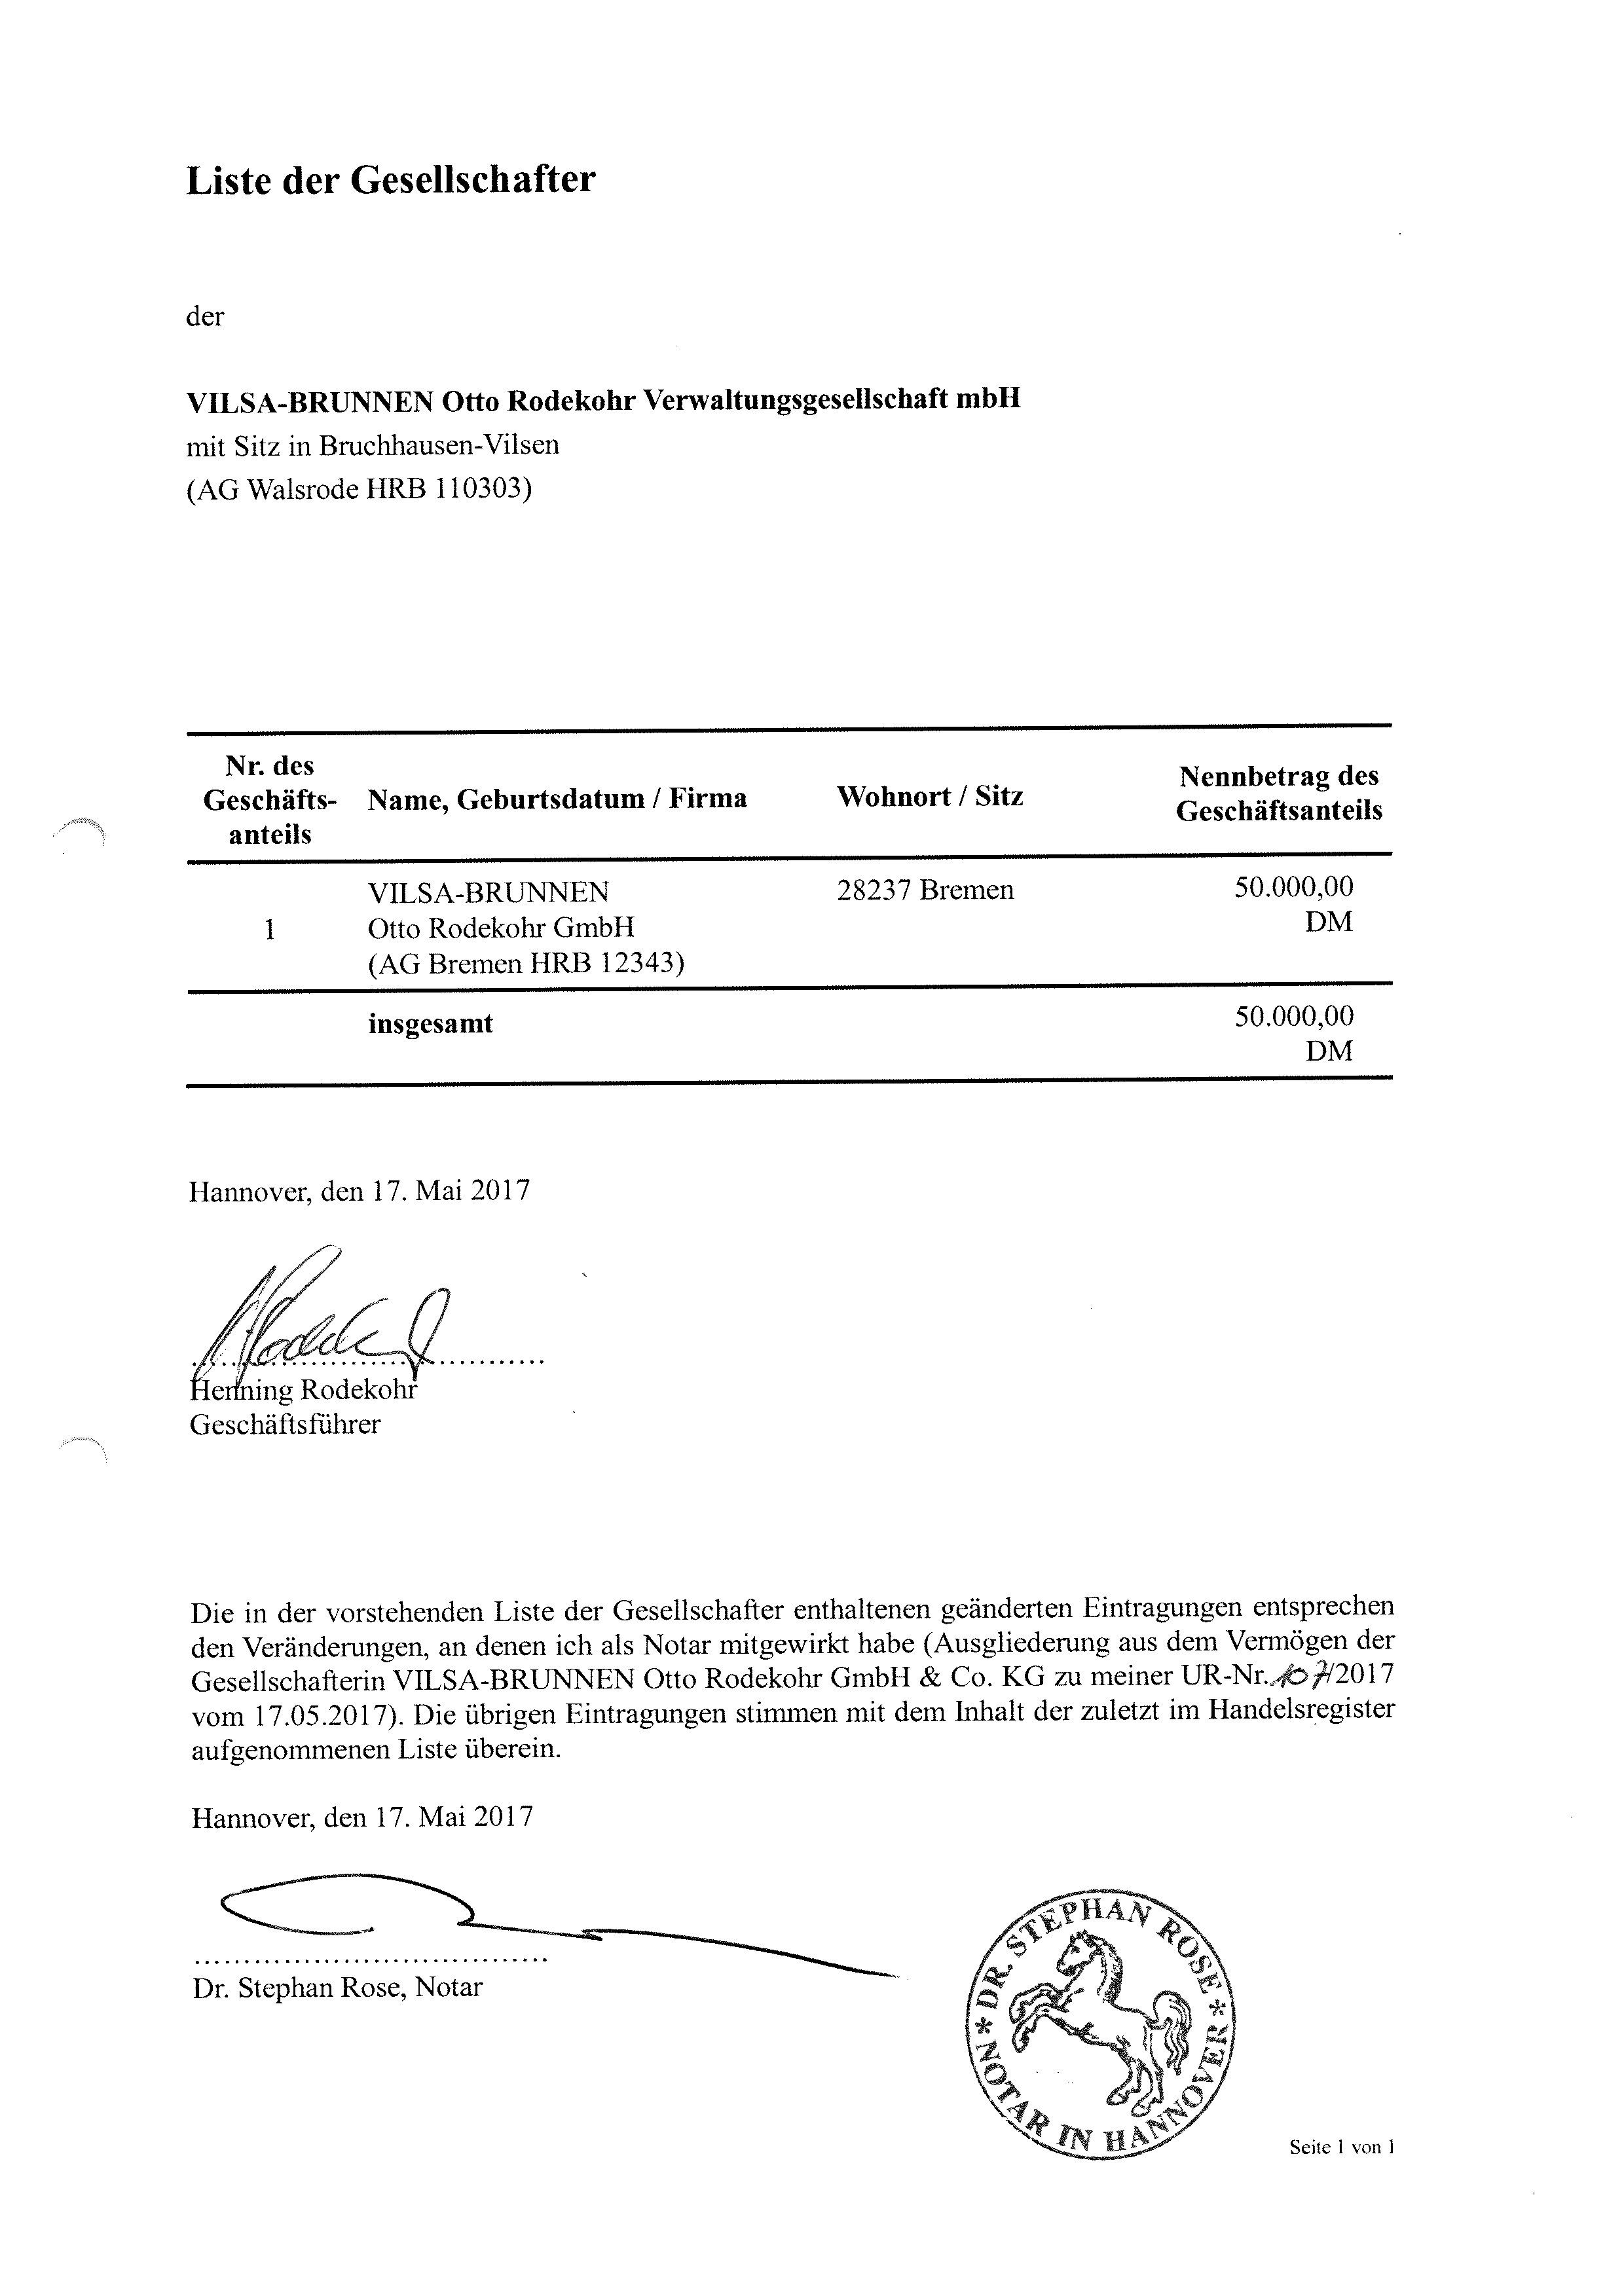 Liste der Gesellschafter
der
VILSA-BRUNNEN Otto Rodekohr Verwaltungsgesellschaft mbH
mit Sitz in Bruchhausen-Vilsen
(AG Walsrode HRB 110303)
Nr. des
Geschäfts-
anteils
Name, Geburtsdatum / Firma
Wohnort / Sitz
Nennbetrag des
Geschäftsanteils
1
VILSA-BRUNNEN
Otto Rodekohr GmbH
(AG Bremen HRB 12343)
28237 Bremen
50.000,00
DM
insgesamt
50.000,00
DM
Hannover, den 17. Mai 2017
Henning Rodekohr
Geschäftsführer
Die in der vorstehenden Liste der Gesellschafter enthaltenen geänderten Eintragungen entsprechen
den Veränderungen, an denen ich als Notar mitgewirkt habe (Ausgliederung aus dem Vermögen der
Gesellschafterin VILSA-BRUNNEN Otto Rodekohr GmbH & Co. KG zu meiner UR-Nr. 107/2017
vom 17.05.2017). Die übrigen Eintragungen stimmen mit dem Inhalt der zuletzt im Handelsregister
aufgenommenen Liste überein.
Hannover, den 17. Mai 2017
Dr. Stephan Rose, Notar
* DR. STEPHAN ROSE *
NOTAR IN HANNOVER
Seite 1 von 1